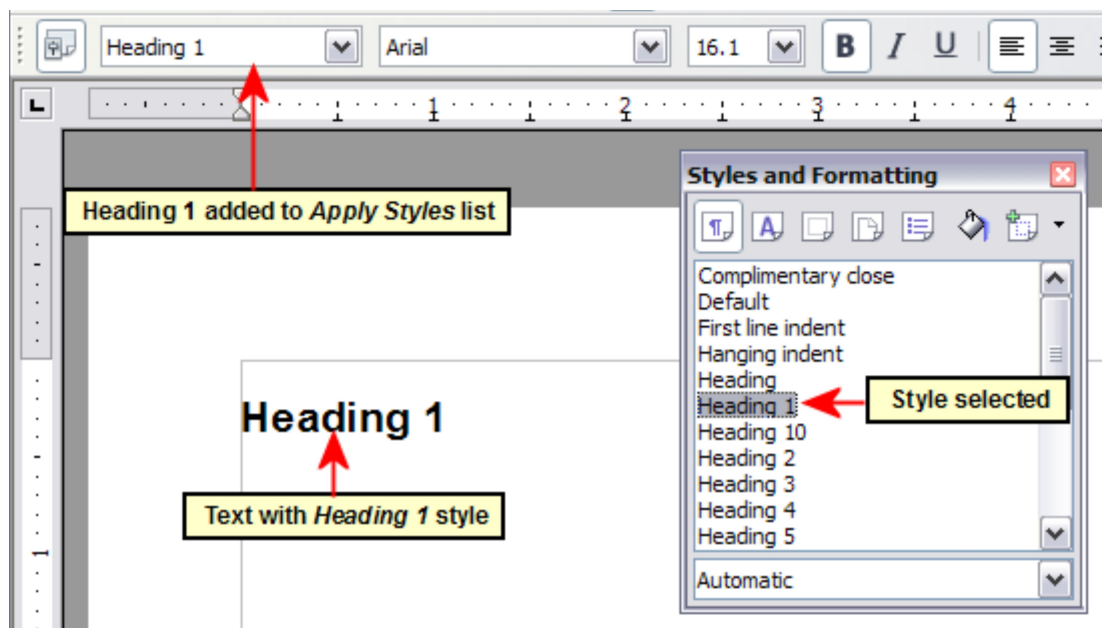 Heading 1 Arial 16.1 B I U
1 2 3 4
Heading 1 added to Apply Styles list
Styles and Formatting
A
Complimentary close
Default
First line indent
Hanging indent
Heading
Heading 1
Style selected
Heading 10
Heading 2
Heading 3
Heading 4
Heading 5
Automatic
Heading 1
Text with Heading 1 style
1